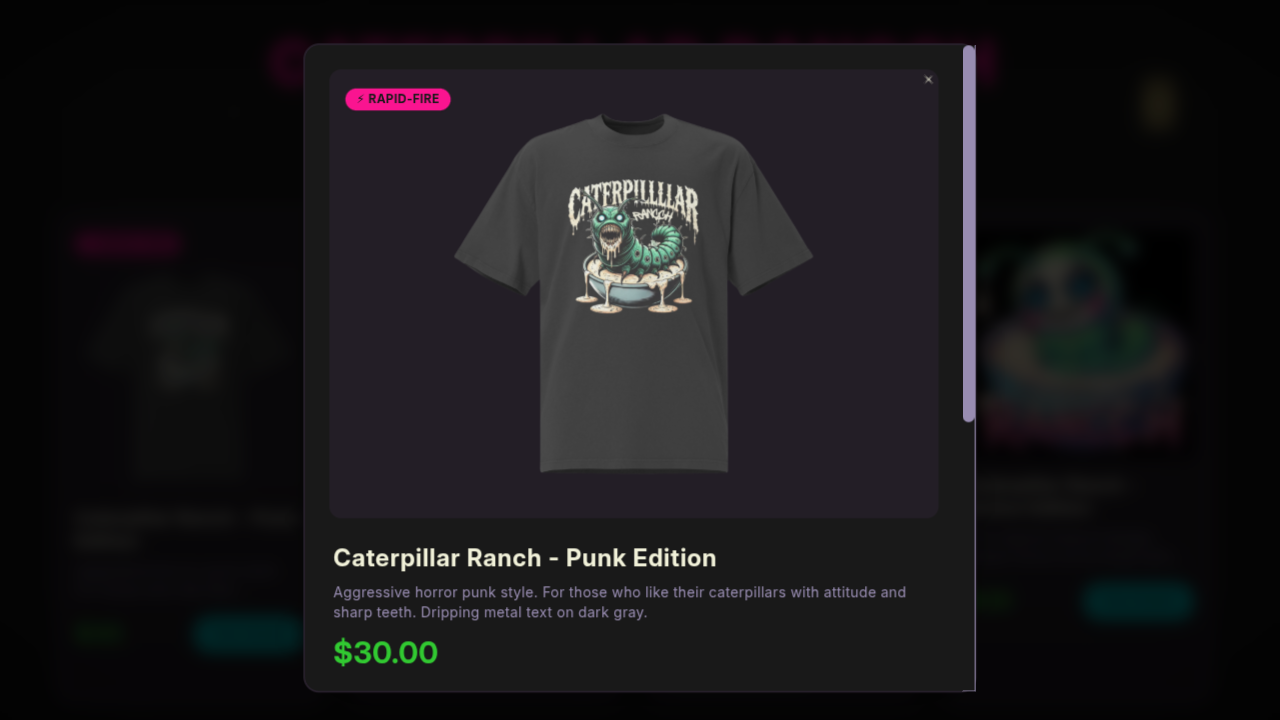 ⚡ RAPID-FIRE
×
CATERPILLLAR
Caterpillar Ranch - Punk Edition
Aggressive horror punk style. For those who like their caterpillars with attitude and
sharp teeth. Dripping metal text on dark gray.
$30.00